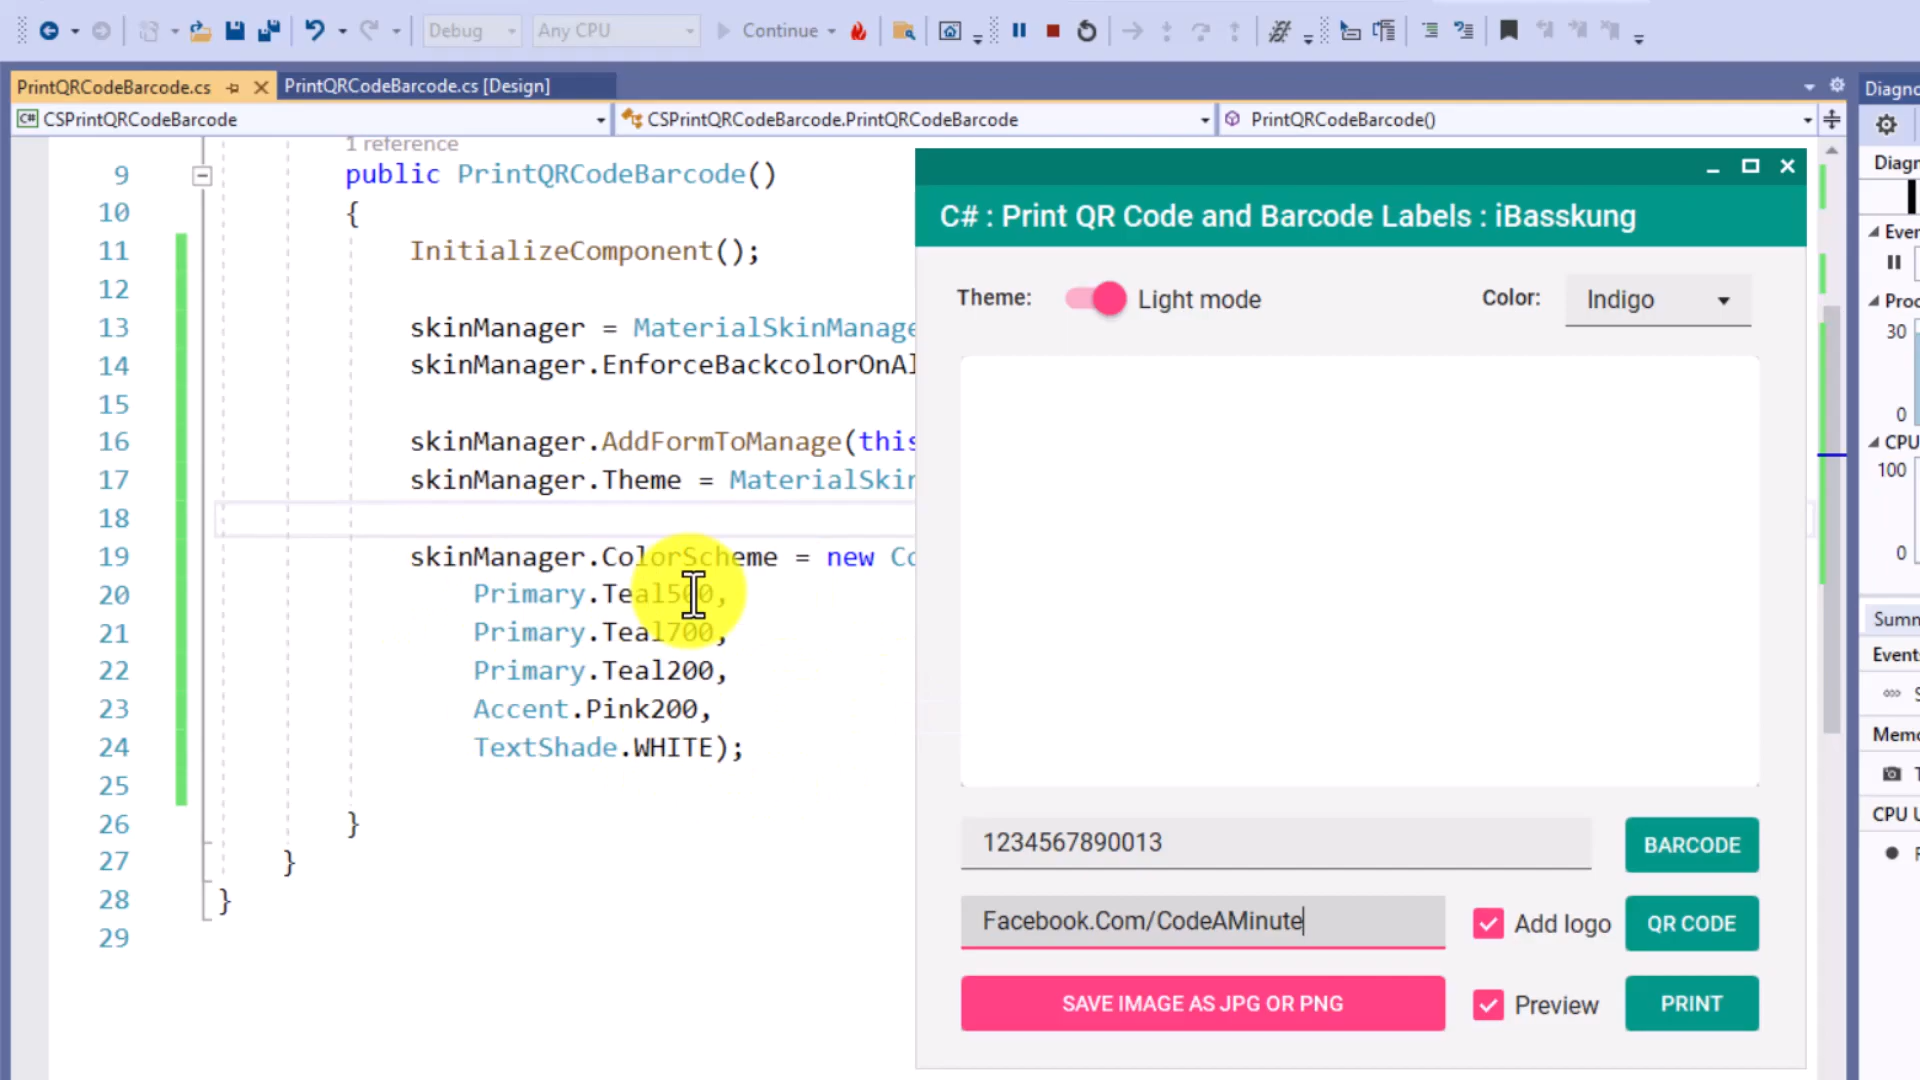 Debug
Any CPU
Continue
PrintQRCodeBarcode.cs
PrintQRCodeBarcode.cs [Design]
Diagno
CSPrintQRCodeBarcode
CSPrintQRCodeBarcode.PrintQRCodeBarcode
PrintQRCodeBarcode()
1 reference
9 public PrintQRCodeBarcode()
10 {
11 InitializeComponent();
12
13 skinManager = MaterialSkinManage
14 skinManager.EnforceBackcolorOnAl
15
16 skinManager.AddFormToManage(this
17 skinManager.Theme = MaterialSkin
18
19 skinManager.ColorScheme = new Co
20 Primary.Teal500,
21 Primary.Teal700,
22 Primary.Teal200,
23 Accent.Pink200,
24 TextShade.WHITE);
25
26 }
27 }
28 }
29
C# : Print QR Code and Barcode Labels : iBasskung
Theme:
Light mode
Color:
Indigo
1234567890013
BARCODE
Facebook.Com/CodeAMinute
Add logo
QR CODE
SAVE IMAGE AS JPG OR PNG
Preview
PRINT
Diagn
Ever
Proc
30
0
CPU
100
0
Summ
Events
Memo
CPU U